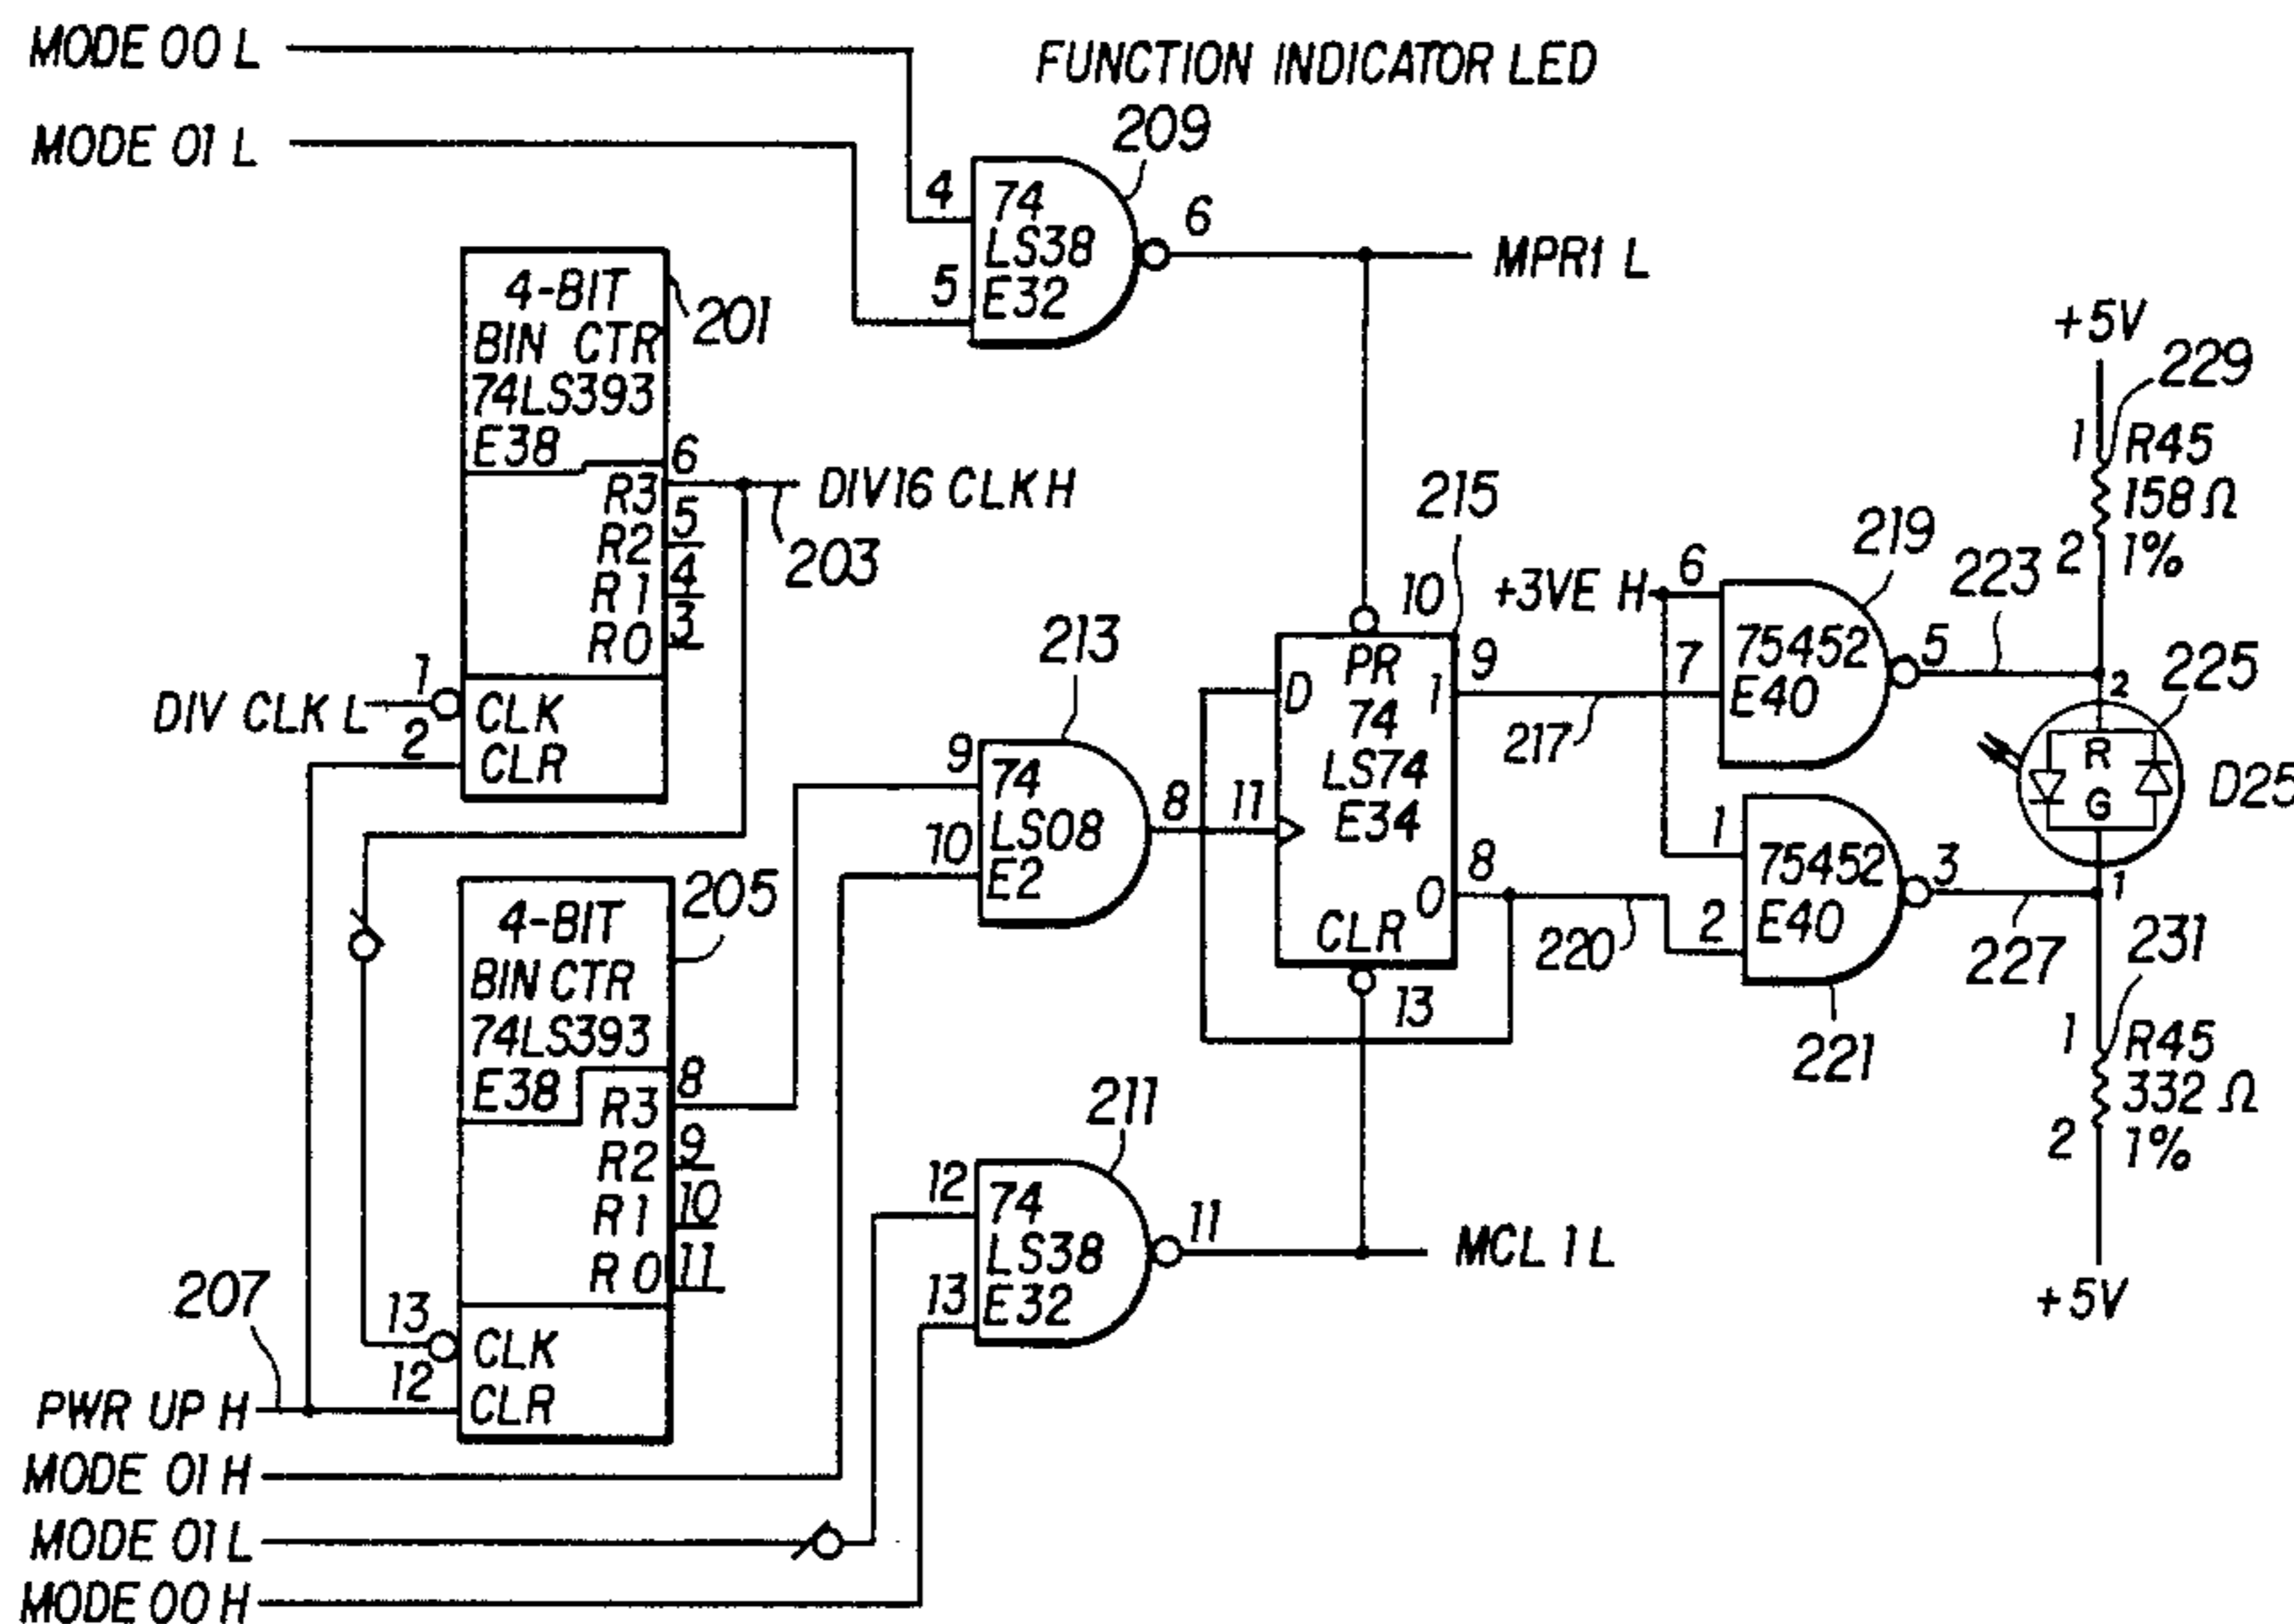 MODE 00 L
FUNCTION INDICATOR LED
MODE 01 L
209
4
5
74
LS38
E32
6
MPR1 L
4-BIT
BIN CTR
74LS393
E38
201
6
R3
5
R2
4
R1
3
R0
DIV16 CLK H
203
DIV CLK L
1
2
CLK
CLR
213
9
10
74
LS08
E2
8
11
215
10
PR
D
74
LS74
E34
1
0
CLR
9
8
13
217
220
+3VE H
6
7
75452
E40
219
5
223
1
2
75452
E40
221
3
227
+5V
229
1
R45
158 Ω
2
1%
2
225
R
G
D25
1
231
1
R45
332 Ω
2
1%
+5V
4-BIT
BIN CTR
74LS393
E38
205
8
R3
9
R2
10
R1
11
R0
13
12
CLK
CLR
211
12
13
74
LS38
E32
11
MCL 1 L
207
PWR UP H
MODE 01 H
MODE 01 L
MODE 00 H